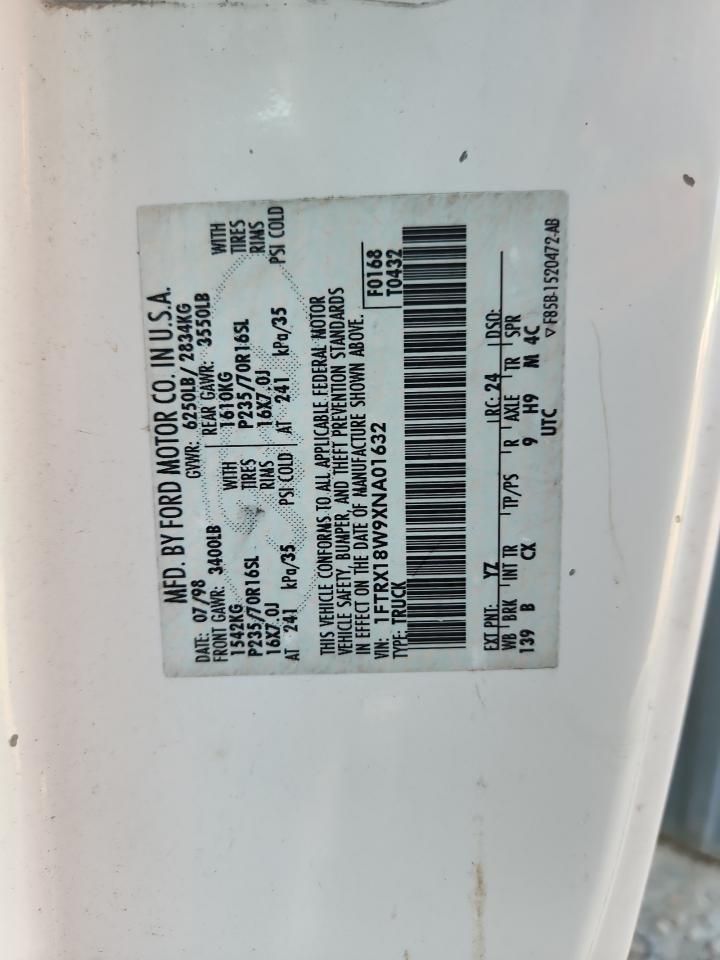 MFD. BY FORD MOTOR CO. IN U.S.A.
DATE: 07/98 GVWR: 6250LB/ 2834KG
FRONT GAWR: 3400LB REAR GAWR: 3550LB
1542KG WITH 1610KG WITH
P235/70R16SL TIRES P235/70R16SL TIRES
16X7.0J RIMS 16X7.0J RIMS
AT 241 kPa/35 PSI COLD AT 241 kPa/35 PSI COLD
THIS VEHICLE CONFORMS TO ALL APPLICABLE FEDERAL MOTOR
VEHICLE SAFETY, BUMPER, AND THEFT PREVENTION STANDARDS
IN EFFECT ON THE DATE OF MANUFACTURE SHOWN ABOVE.
VIN: 1FTRX18W9XNA01632 F0168
TYPE: TRUCK T0432
EXT PNT: YZ RC: 24 DSO:
WB BRK INT TR TP/PS R AXLE TR SPR
139 B CX 9 H9 M 4C
UTC
▽ F85B-1520472-AB